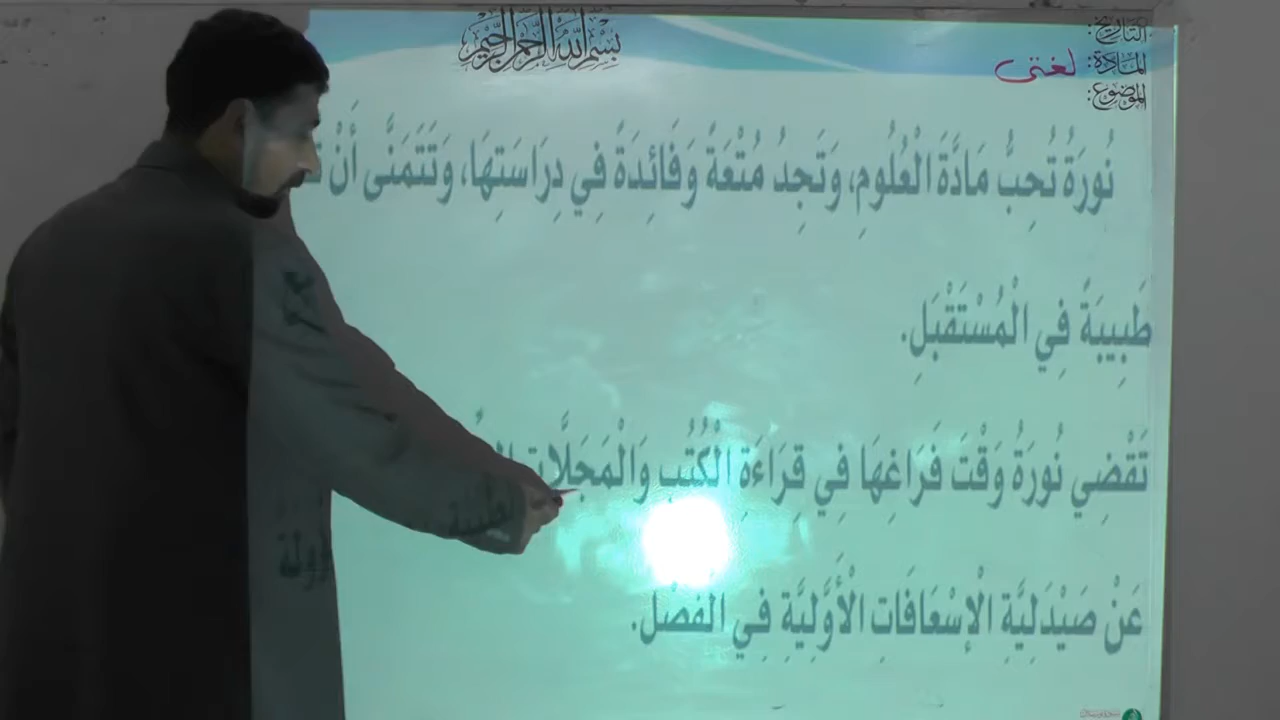 بسم الله الرحمن الرحيم
التاريخ:
المادة: لغتي
الموضوع:
نُورَةُ تُحِبُّ مَادَّةَ الْعُلُومِ، وَتَجِدُ مُتْعَةً وَفَائِدَةً فِي دِرَاسَتِهَا، وَتَتَمَنَّى أَنْ
طَبِيبَةً فِي الْمُسْتَقْبَلِ.
تَقْضِي نُورَةُ وَقْتَ فَرَاغِهَا فِي قِرَاءَةِ الْكُتُبِ وَالْمَجَلَّاتِ
عَنْ صَيْدَلِيَّةِ الْإِسْعَافَاتِ الْأَوَّلِيَّةِ فِي الْفَصْلِ.